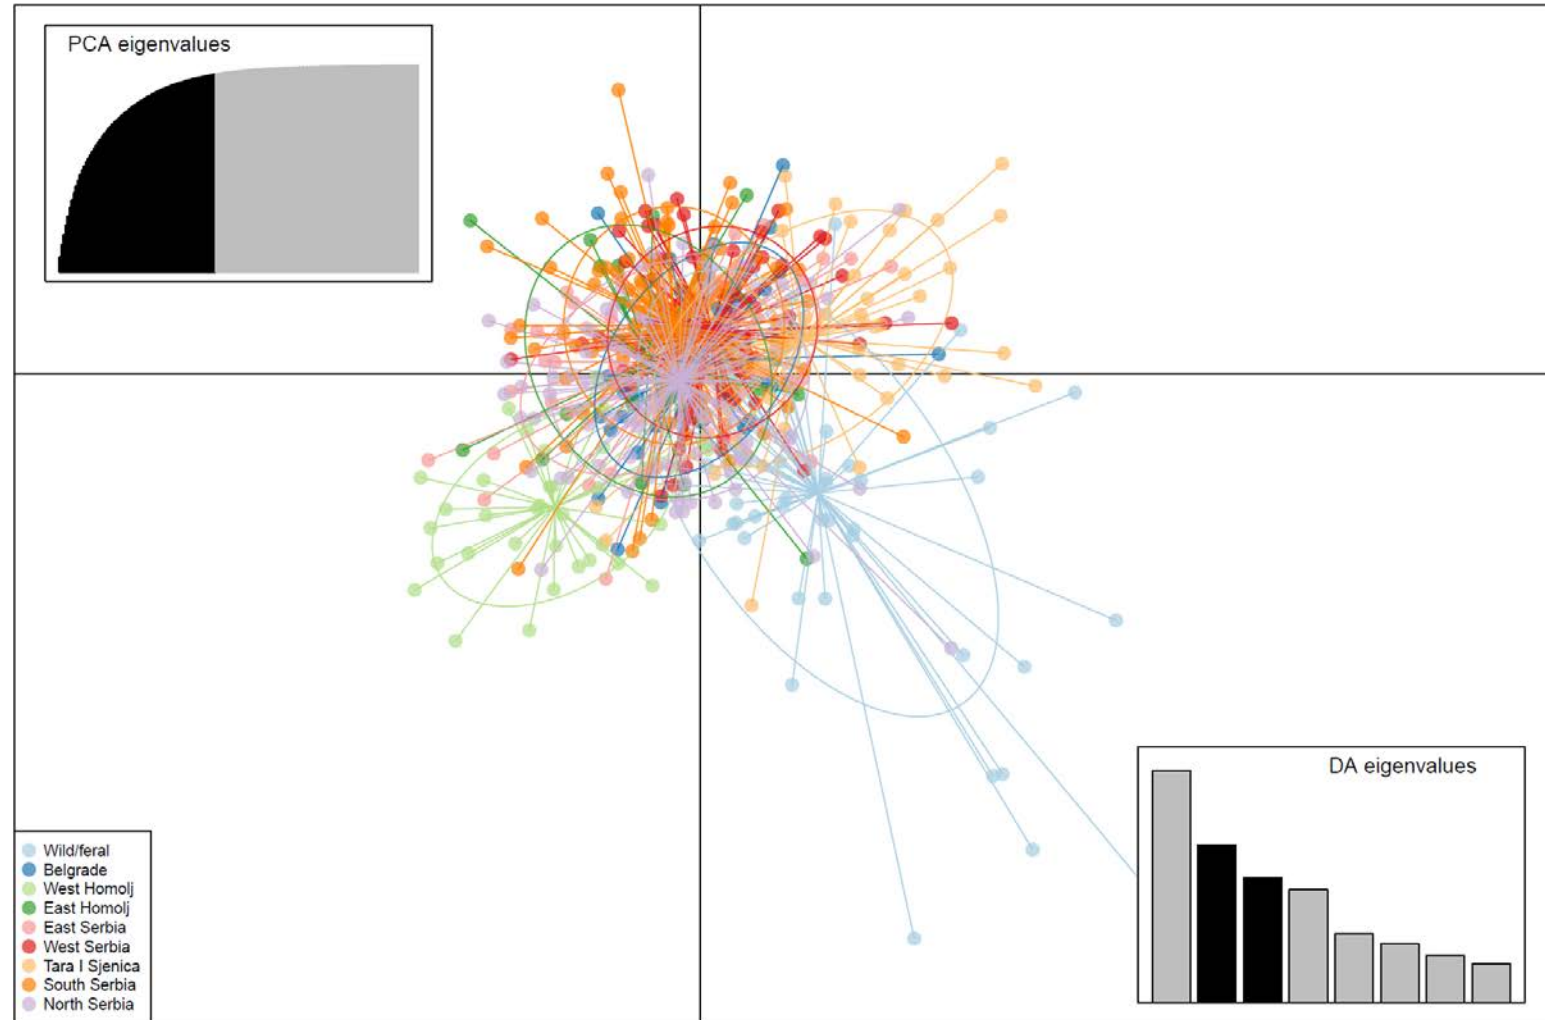 PCA eigenvalues
DA eigenvalues
Wild/feral
Belgrade
West Homolj
East Homolj
East Serbia
West Serbia
Tara I Sjenica
South Serbia
North Serbia